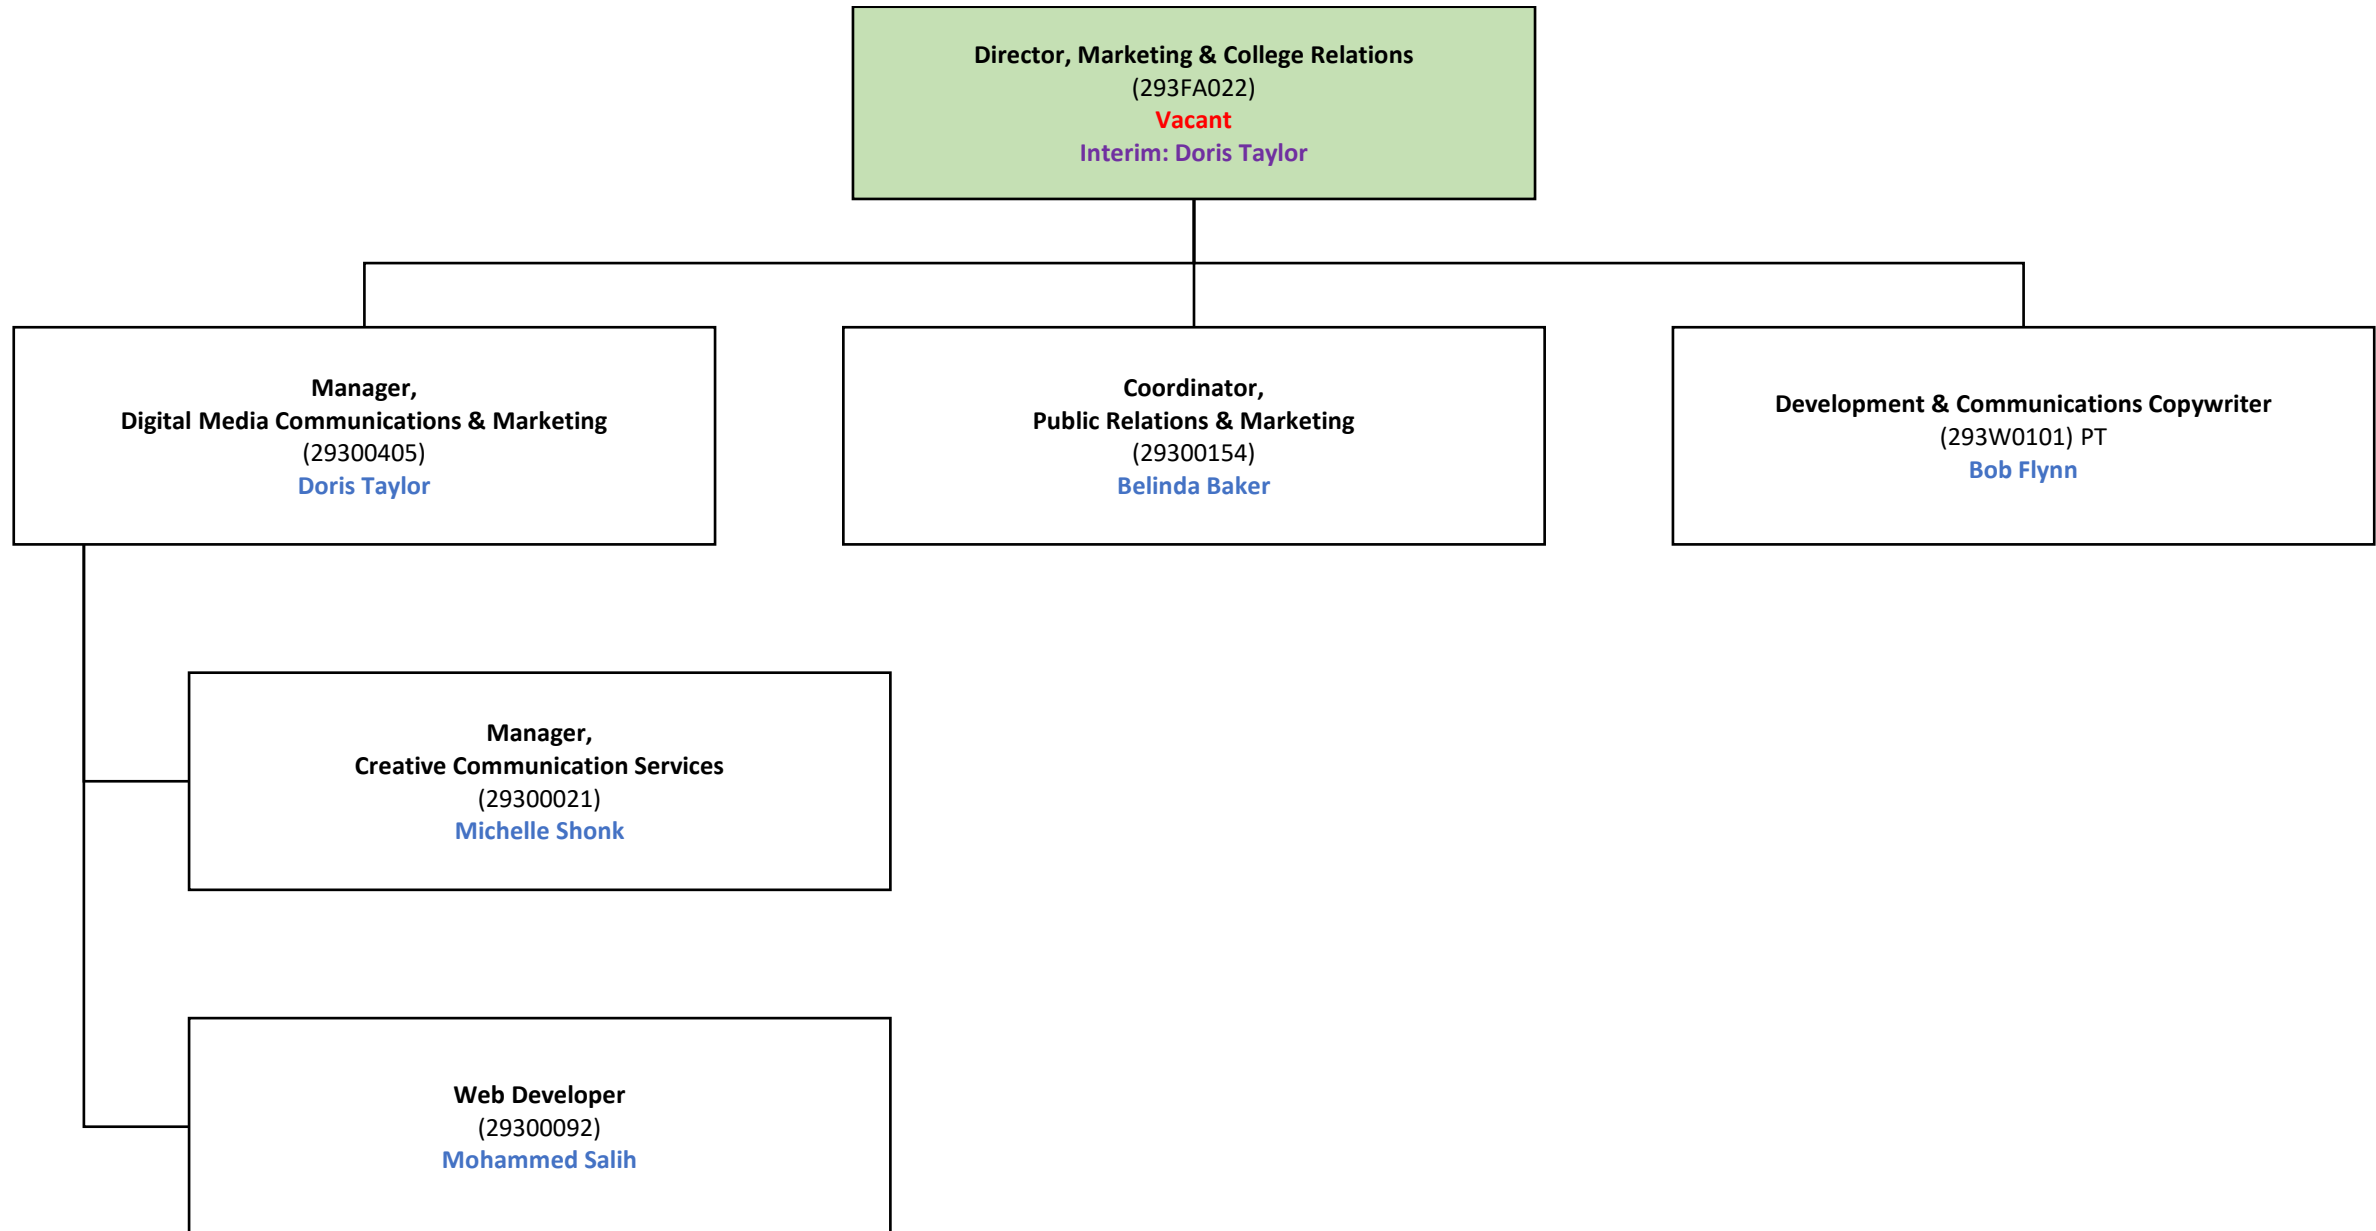 Director, Marketing & College Relations
(293FA022)
Vacant
Interim: Doris Taylor
Manager,
Digital Media Communications & Marketing
(29300405)
Doris Taylor
Coordinator,
Public Relations & Marketing
(29300154)
Belinda Baker
Development & Communications Copywriter
(293W0101) PT
Bob Flynn
Manager,
Creative Communication Services
(29300021)
Michelle Shonk
Web Developer
(29300092)
Mohammed Salih